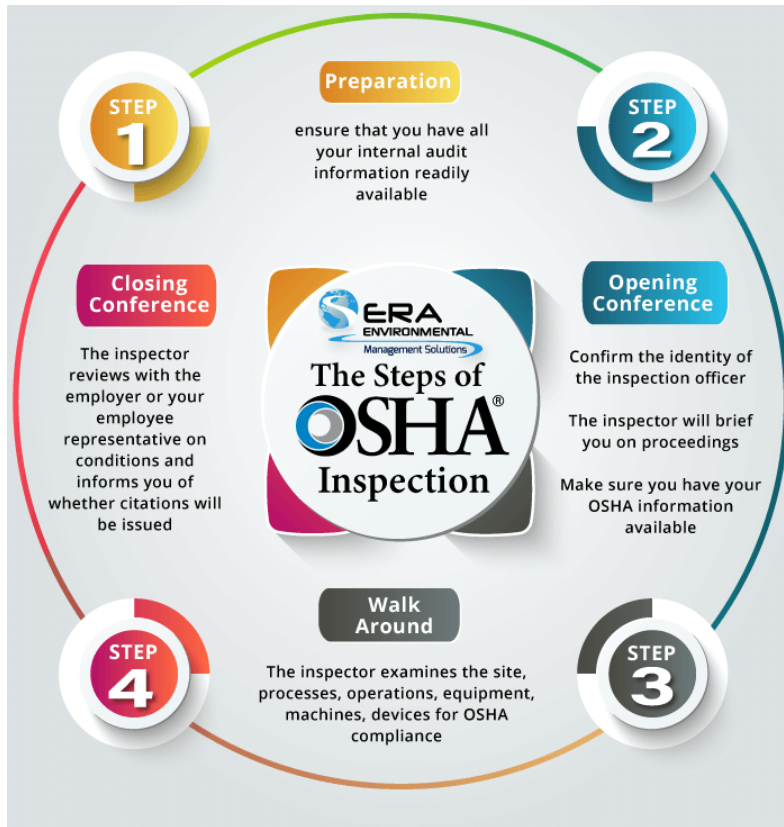 STEP
1
Preparation
ensure that you have all
your internal audit
information readily
available
STEP
2
Opening
Conference
Confirm the identity of
the inspection officer
The inspector will brief
you on proceedings
Make sure you have your
OSHA information
available
STEP
3
Walk
Around
The inspector examines the site,
processes, operations, equipment,
machines, devices for OSHA
compliance
STEP
4
Closing
Conference
The inspector
reviews with the
employer or your
employee
representative on
conditions and
informs you of
whether citations will
be issued
ERA
ENVIRONMENTAL
Management Solutions
The Steps of
OSHA®
Inspection